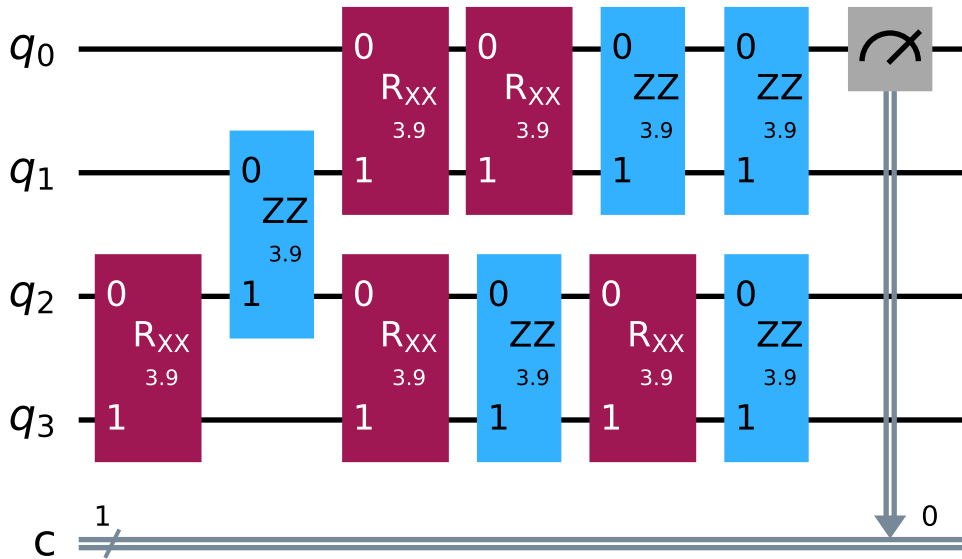 q0 0 RXX 3.9 1 0 RXX 3.9 1 0 ZZ 3.9 1 0 ZZ 3.9 1
q1 0 ZZ 3.9 1
q2 0 RXX 3.9 1 0 RXX 3.9 1 0 ZZ 3.9 1 0 RXX 3.9 1 0 ZZ 3.9 1
q3
c 1 0